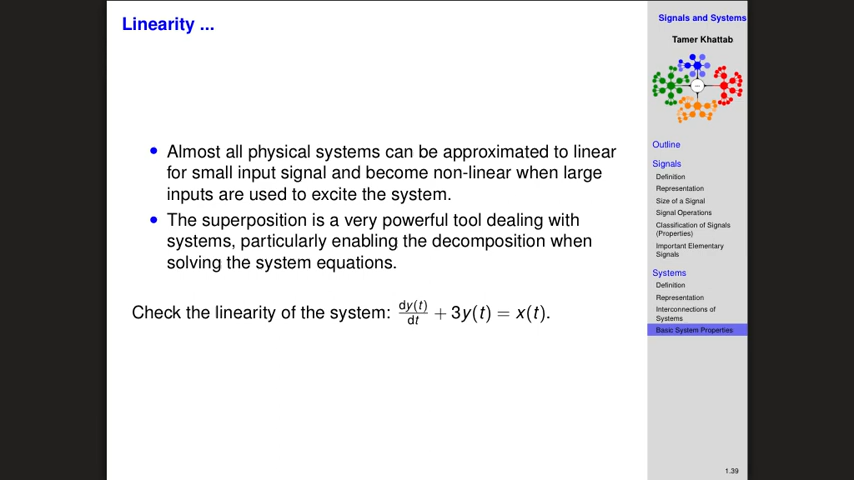 Linearity ...
Almost all physical systems can be approximated to linear
for small input signal and become non-linear when large
inputs are used to excite the system.
The superposition is a very powerful tool dealing with
systems, particularly enabling the decomposition when
solving the system equations.
Check the linearity of the system: dy(t)/dt + 3y(t) = x(t).
Signals and Systems
Tamer Khattab
Outline
Signals
Definition
Representation
Size of a Signal
Signal Operations
Classification of Signals
(Properties)
Important Elementary
Signals
Systems
Definition
Representation
Interconnections of
Systems
Basic System Properties
1.39